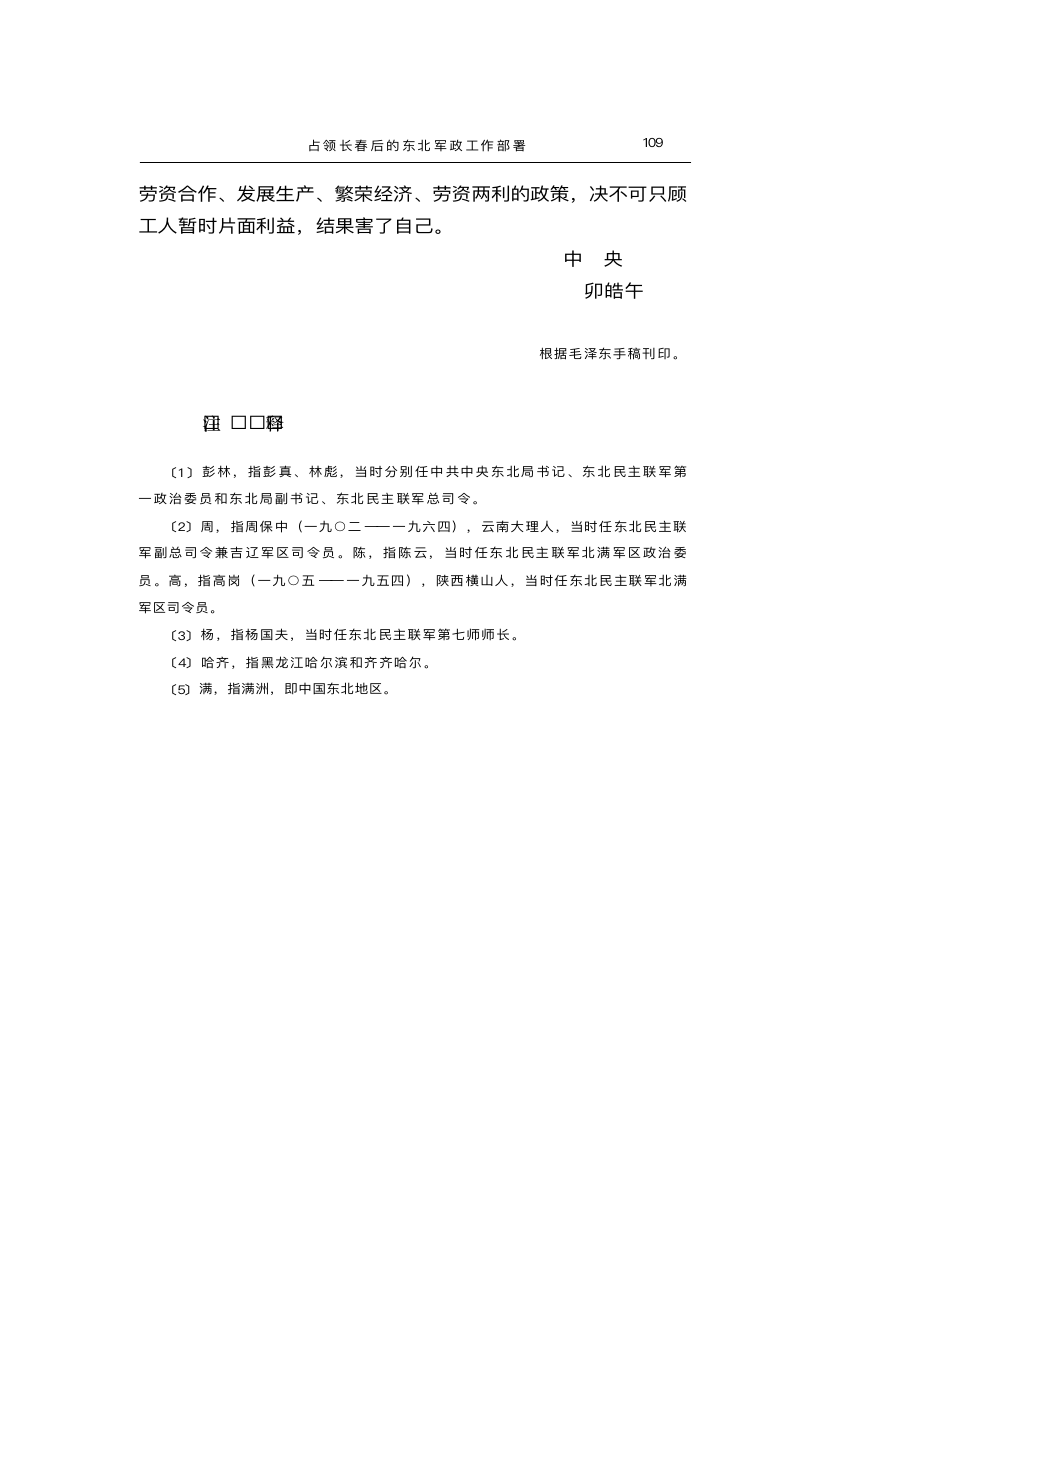 占领长春后的东北军政工作部署 109
劳资合作、发展生产、繁荣经济、劳资两利的政策，决不可只顾
工人暂时片面利益，结果害了自己。
中　央
卯皓午
根据毛泽东手稿刊印。
注 □□释
〔1〕彭林，指彭真、林彪，当时分别任中共中央东北局书记、东北民主联军第
一政治委员和东北局副书记、东北民主联军总司令。
〔2〕周，指周保中（一九〇二——一九六四），云南大理人，当时任东北民主联
军副总司令兼吉辽军区司令员。陈，指陈云，当时任东北民主联军北满军区政治委
员。高，指高岗（一九〇五——一九五四），陕西横山人，当时任东北民主联军北满
军区司令员。
〔3〕杨，指杨国夫，当时任东北民主联军第七师师长。
〔4〕哈齐，指黑龙江哈尔滨和齐齐哈尔。
〔5〕满，指满洲，即中国东北地区。